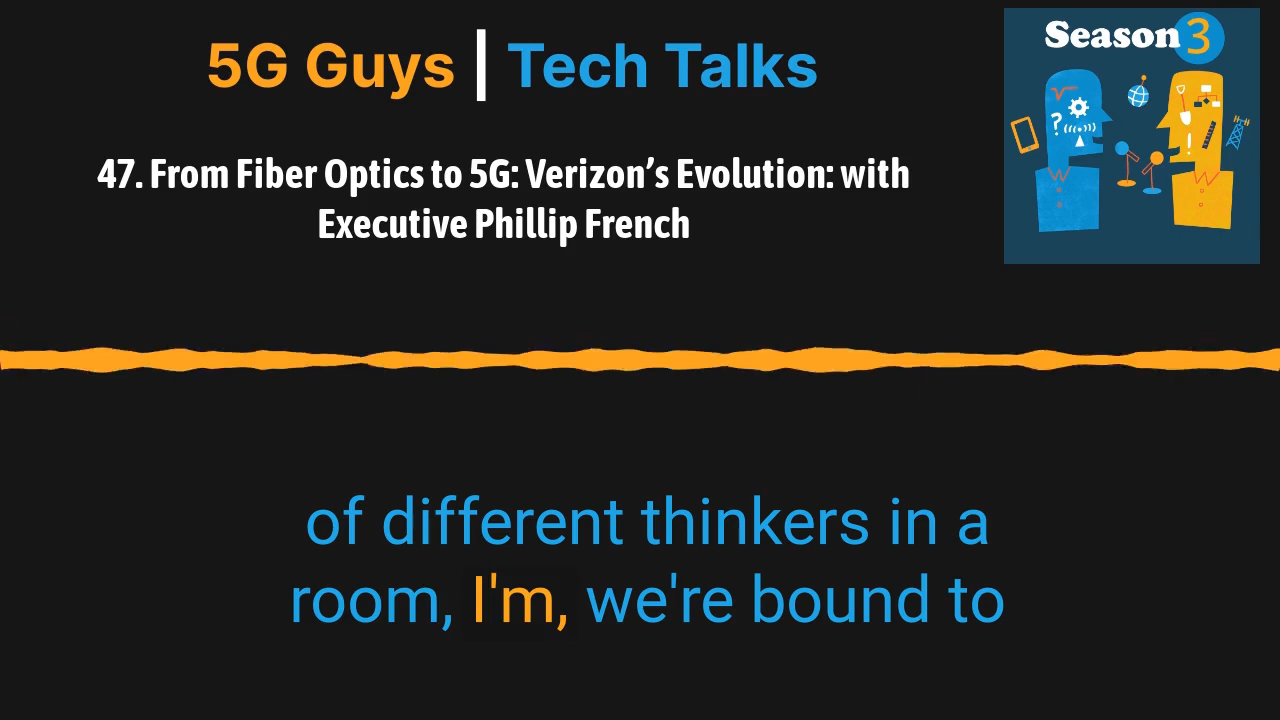 5G Guys | Tech Talks
Season 3
47. From Fiber Optics to 5G: Verizon’s Evolution: with
Executive Phillip French
?
of different thinkers in a
room, I'm, we're bound to